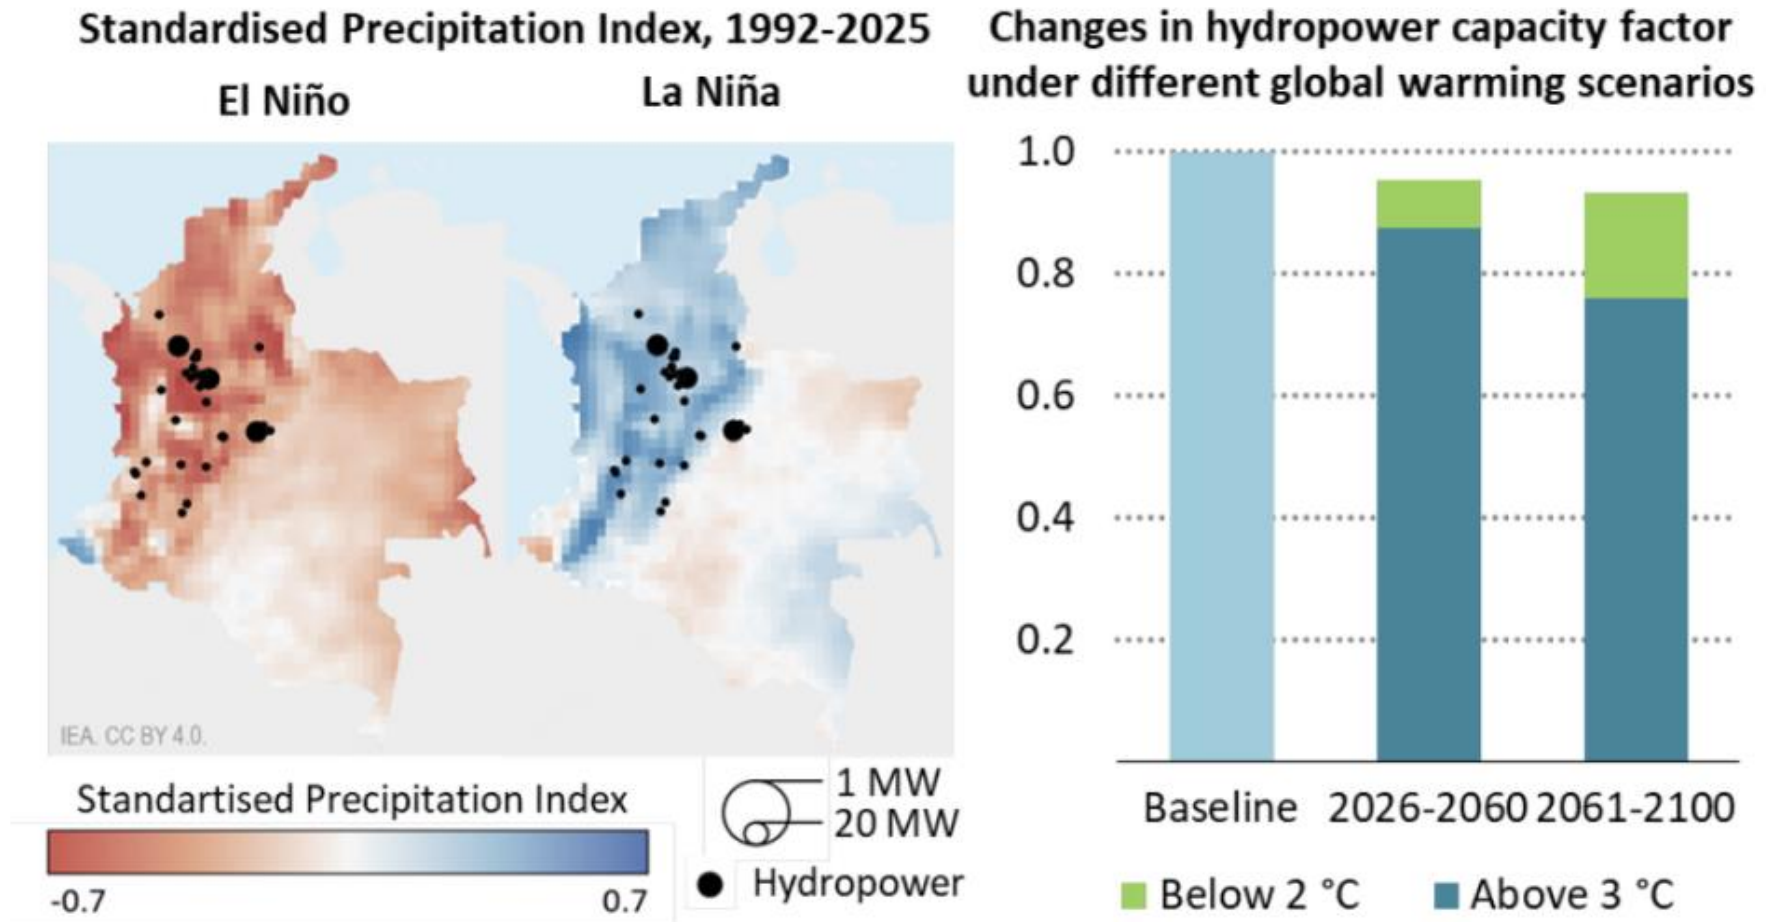 Standardised Precipitation Index, 1992-2025
El Niño
La Niña
IEA. CC BY 4.0.
Standartised Precipitation Index
-0.7
0.7
1 MW
20 MW
Hydropower
Changes in hydropower capacity factor
under different global warming scenarios
1.0
0.8
0.6
0.4
0.2
Baseline
2026-2060
2061-2100
Below 2 °C
Above 3 °C